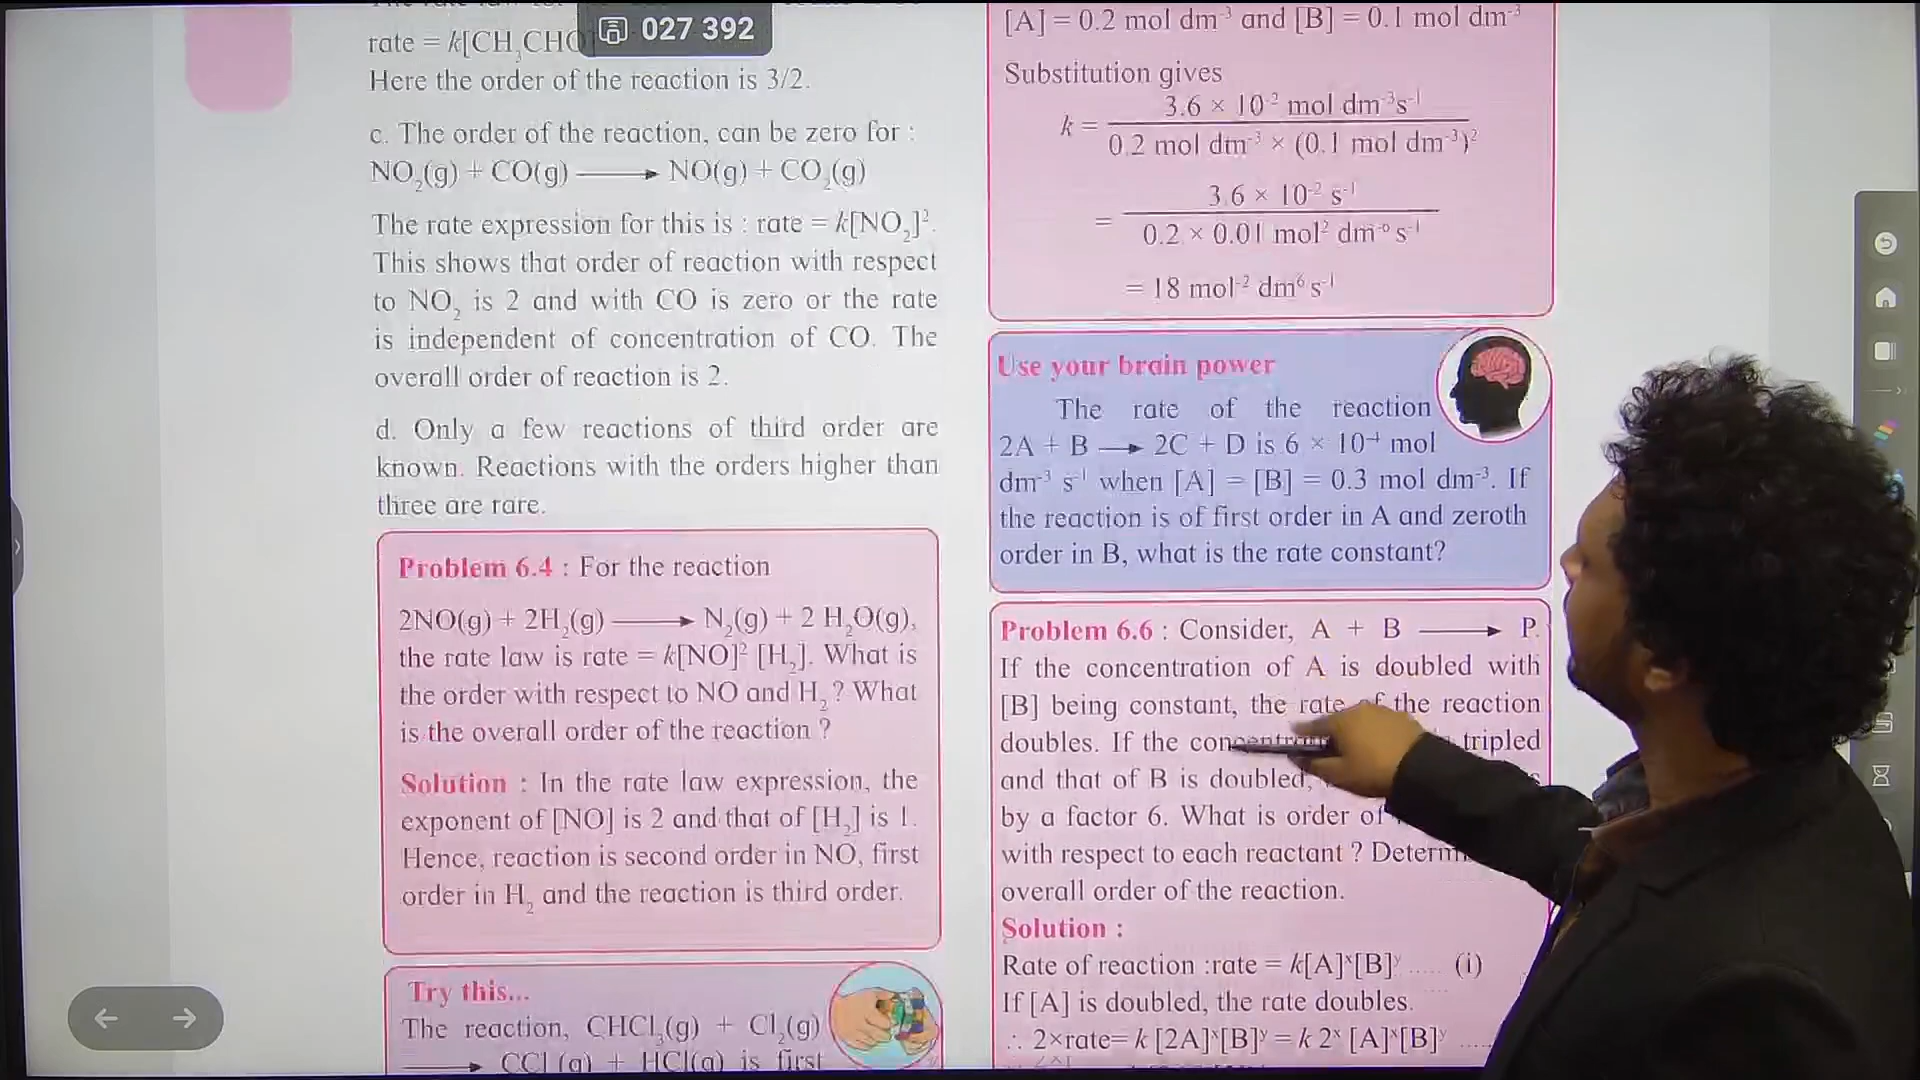 027 392
rate = k[CH₃CHO]
Here the order of the reaction is 3/2.
c. The order of the reaction, can be zero for :
NO₂(g) + CO(g) ⟶ NO(g) + CO₂(g)
The rate expression for this is : rate = k[NO₂]².
This shows that order of reaction with respect
to NO₂ is 2 and with CO is zero or the rate
is independent of concentration of CO. The
overall order of reaction is 2.
d. Only a few reactions of third order are
known. Reactions with the orders higher than
three are rare.
Problem 6.4 : For the reaction
2NO(g) + 2H₂(g) ⟶ N₂(g) + 2 H₂O(g),
the rate law is rate = k[NO]² [H₂]. What is
the order with respect to NO and H₂ ? What
is the overall order of the reaction ?
Solution : In the rate law expression, the
exponent of [NO] is 2 and that of [H₂] is 1.
Hence, reaction is second order in NO, first
order in H₂ and the reaction is third order.
Try this...
The reaction, CHCl₃(g) + Cl₂(g)
⟶ CCl (g) + HCl(g) is first
[A] = 0.2 mol dm⁻³ and [B] = 0.1 mol dm⁻³
Substitution gives
3.6 × 10⁻² mol dm⁻³s⁻¹
k =
0.2 mol dm⁻³ × (0.1 mol dm⁻³)²
3.6 × 10⁻² s⁻¹
=
0.2 × 0.01 mol² dm⁻⁶ s⁻¹
= 18 mol⁻² dm⁶ s⁻¹
Use your brain power
The rate of the reaction
2A + B ⟶ 2C + D is 6 × 10⁻⁴ mol
dm⁻³ s⁻¹ when [A] = [B] = 0.3 mol dm⁻³. If
the reaction is of first order in A and zeroth
order in B, what is the rate constant?
Problem 6.6 : Consider, A + B ⟶ P.
If the concentration of A is doubled with
[B] being constant, the rate of the reaction
doubles. If the tripled
and that of B is doubled,
by a factor 6. What is order of
with respect to each reactant ?
overall order of the reaction.
Solution :
Rate of reaction :rate = k[A]ˣ[B]ʸ ..... (i)
If [A] is doubled, the rate doubles.
∴ 2×rate= k [2A]ˣ[B]ʸ = k 2ˣ [A]ˣ[B]ʸ .....